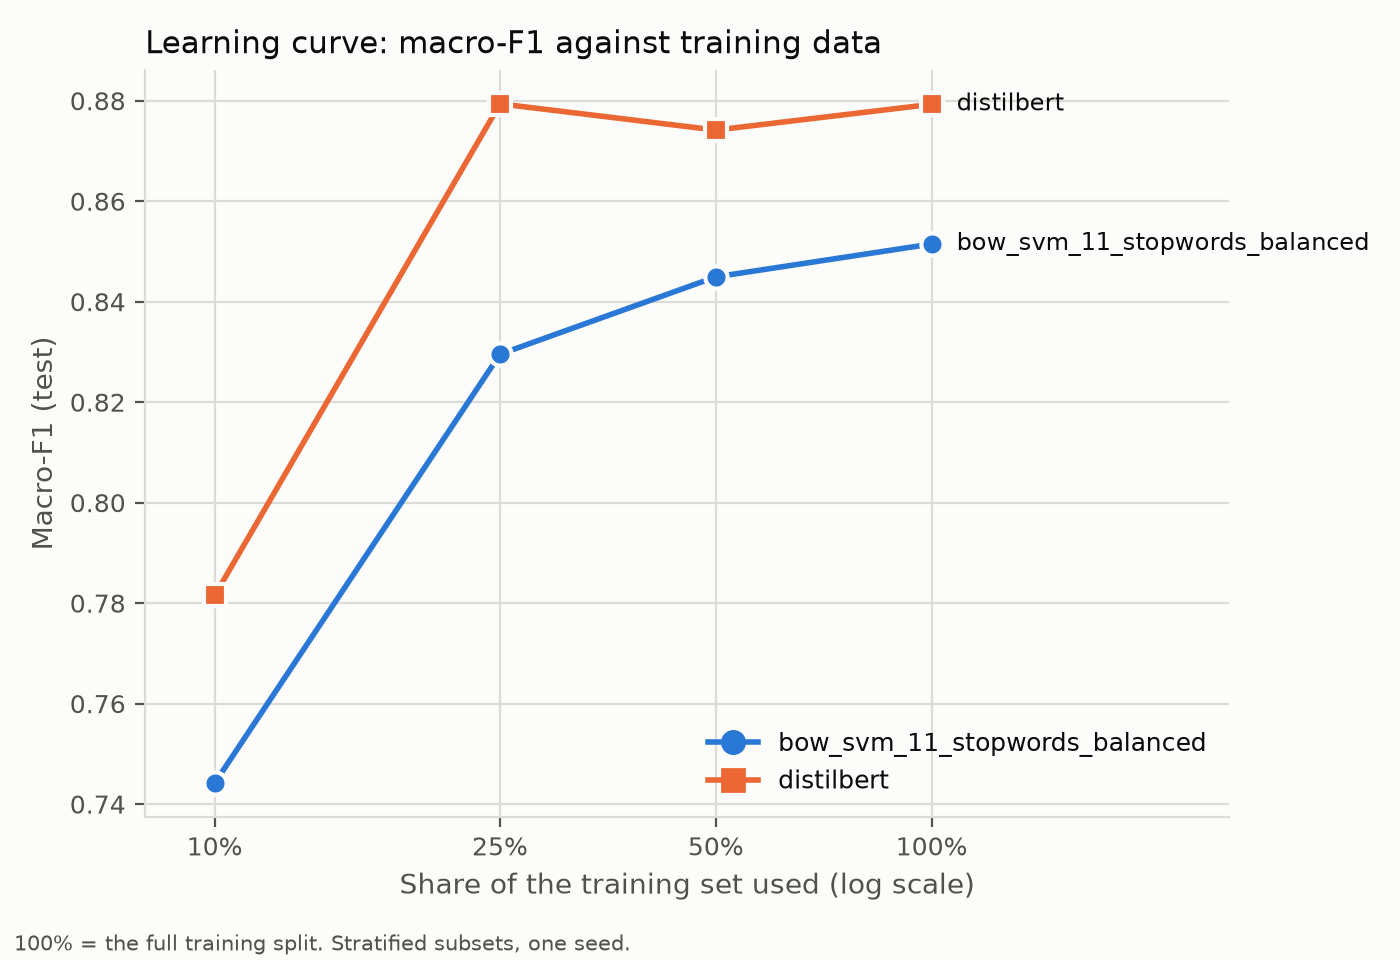 Learning curve: macro-F1 against training data
0.88
0.86
0.84
0.82
0.80
0.78
0.76
0.74
Macro-F1 (test)
distilbert
bow_svm_11_stopwords_balanced
bow_svm_11_stopwords_balanced
distilbert
10% 25% 50% 100%
Share of the training set used (log scale)
100% = the full training split. Stratified subsets, one seed.